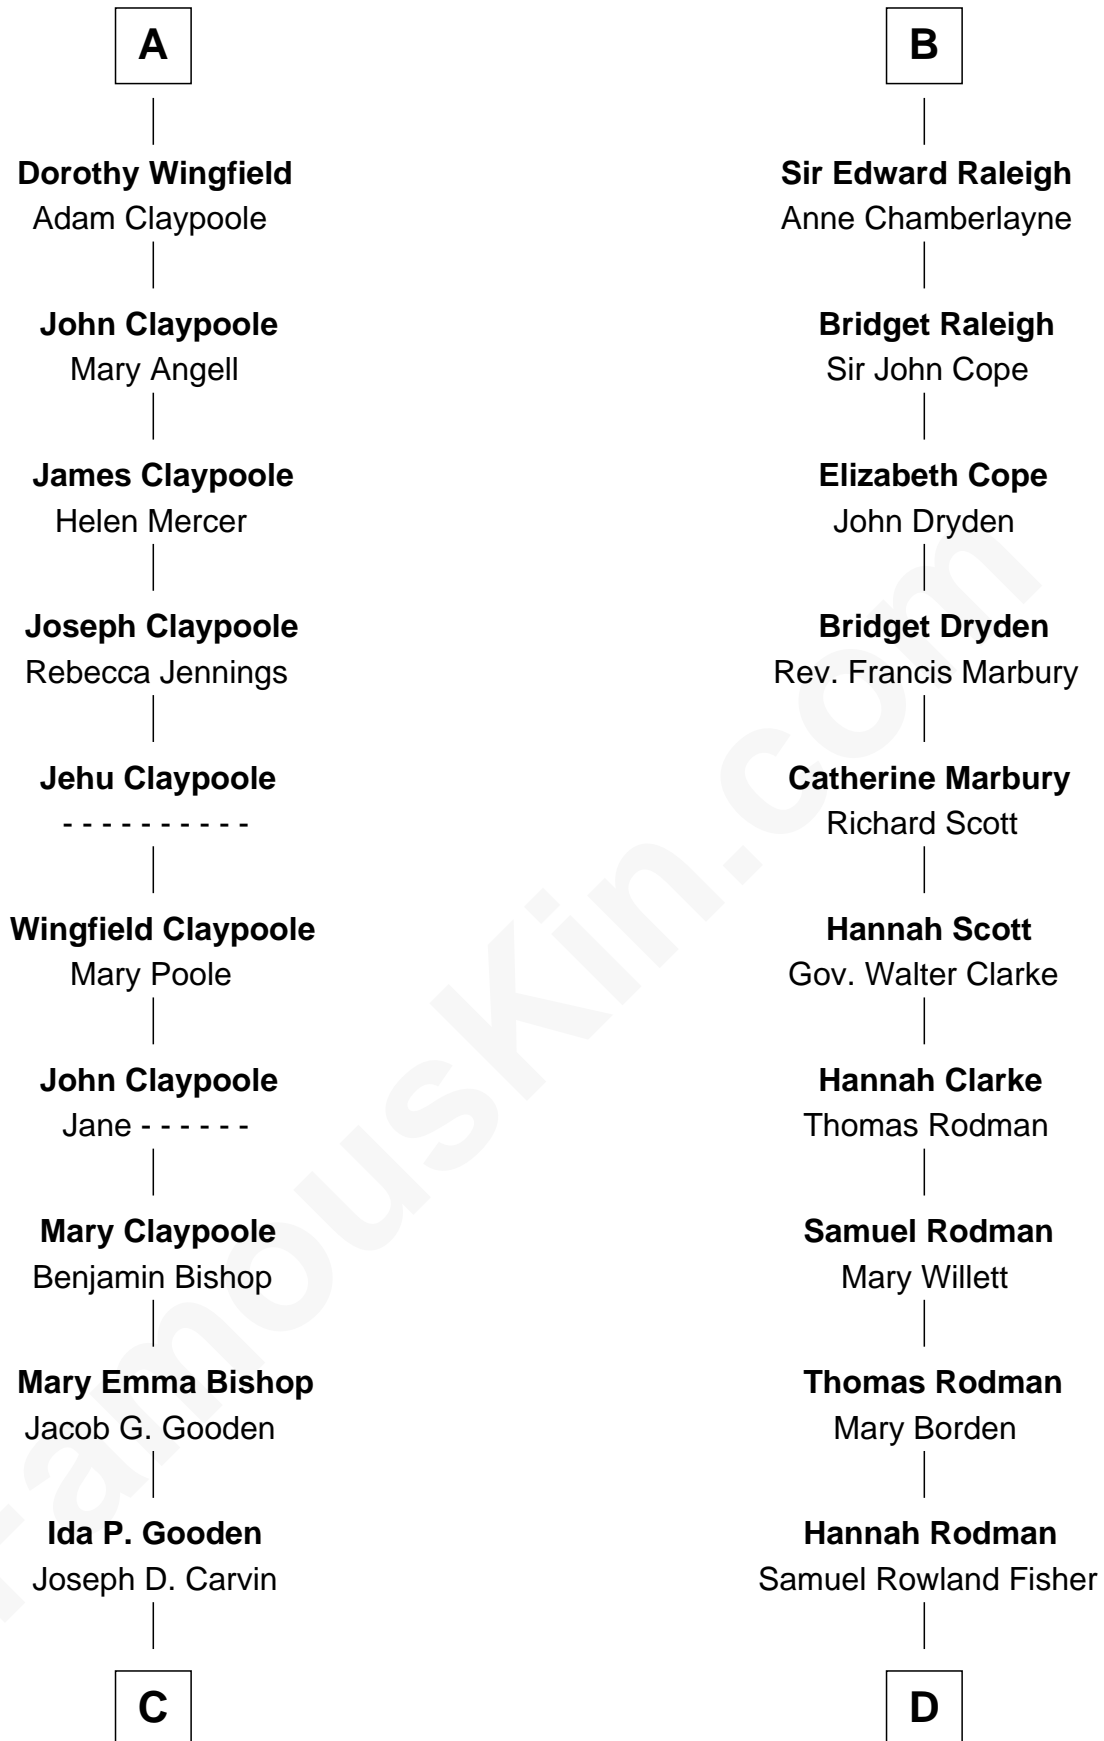 A
Dorothy Wingfield
Adam Claypoole
John Claypoole
Mary Angell
James Claypoole
Helen Mercer
Joseph Claypoole
Rebecca Jennings
Jehu Claypoole
- - - - - - - - - -
Wingfield Claypoole
Mary Poole
John Claypoole
Jane - - - - - -
Mary Claypoole
Benjamin Bishop
Mary Emma Bishop
Jacob G. Gooden
Ida P. Gooden
Joseph D. Carvin
C
B
Sir Edward Raleigh
Anne Chamberlayne
Bridget Raleigh
Sir John Cope
Elizabeth Cope
John Dryden
Bridget Dryden
Rev. Francis Marbury
Catherine Marbury
Richard Scott
Hannah Scott
Gov. Walter Clarke
Hannah Clarke
Thomas Rodman
Samuel Rodman
Mary Willett
Thomas Rodman
Mary Borden
Hannah Rodman
Samuel Rowland Fisher
D
FamousKin.com